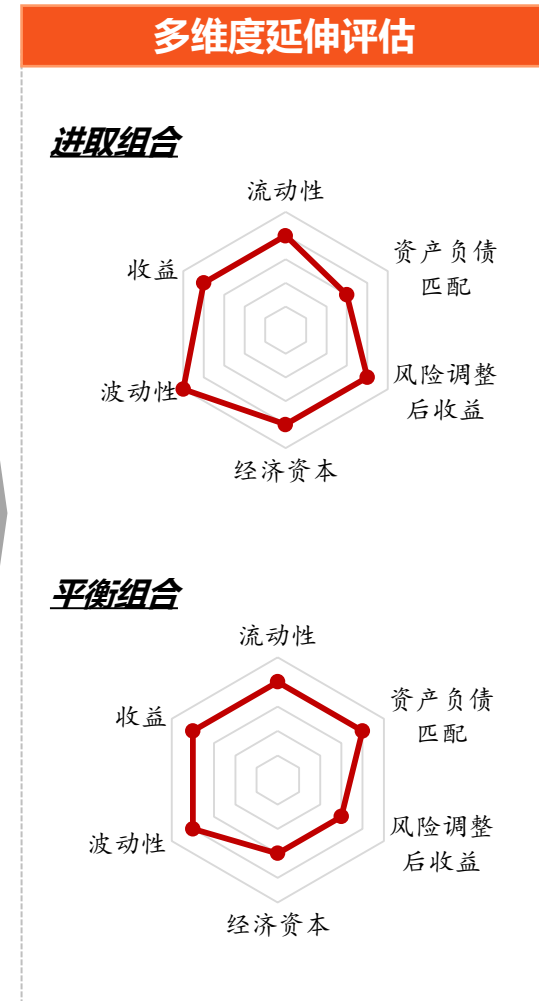 多维度延伸评估
进取组合
流动性
资产负债
匹配
收益
波动性
风险调整
后收益
经济资本
平衡组合
流动性
资产负债
匹配
收益
风险调整
后收益
波动性
经济资本